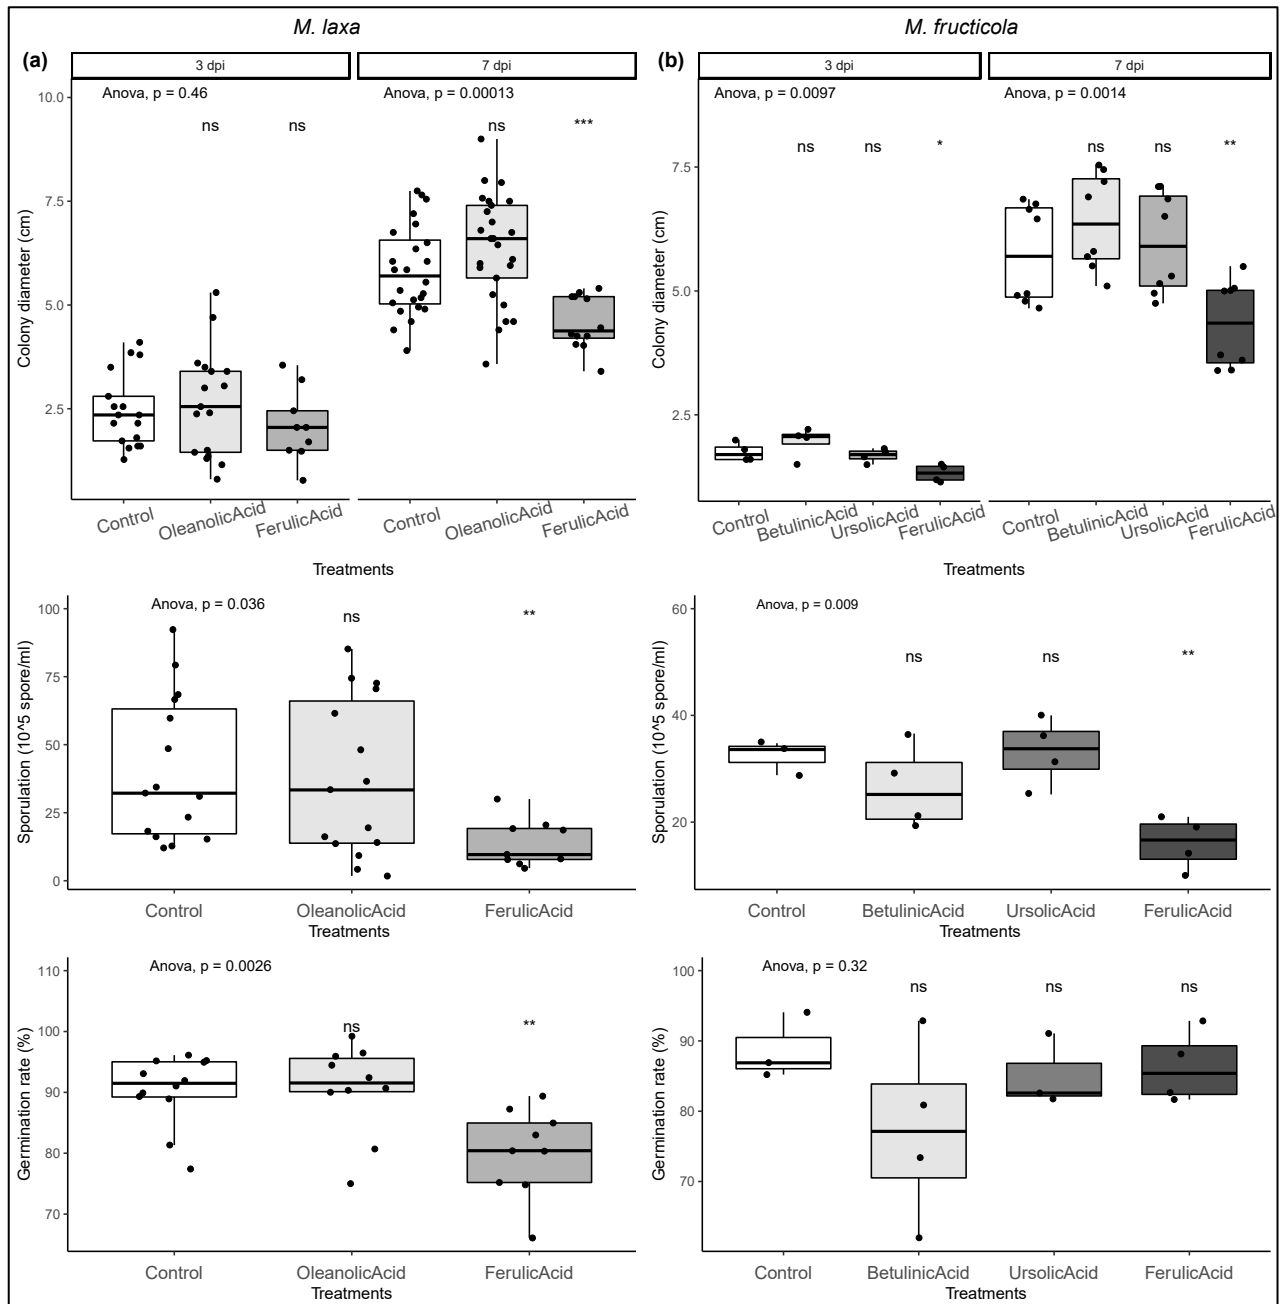 M. laxa
M. fructicola
(a)
3 dpi
7 dpi
Anova, p = 0.46
Anova, p = 0.00013
ns
ns
ns
***
10.0
7.5
5.0
2.5
Colony diameter (cm)
Control
OleanolicAcid
FerulicAcid
Control
OleanolicAcid
FerulicAcid
Treatments
(b)
3 dpi
7 dpi
Anova, p = 0.0097
Anova, p = 0.0014
ns
ns
*
ns
ns
**
7.5
5.0
2.5
Colony diameter (cm)
Control
BetulinicAcid
UrsolicAcid
FerulicAcid
Control
BetulinicAcid
UrsolicAcid
FerulicAcid
Treatments
Anova, p = 0.036
ns
**
100
75
50
25
0
Sporulation (10^5 spore/ml)
Control
OleanolicAcid
FerulicAcid
Treatments
Anova, p = 0.009
ns
ns
**
60
40
20
Sporulation (10^5 spore/ml)
Control
BetulinicAcid
UrsolicAcid
FerulicAcid
Treatments
Anova, p = 0.0026
ns
**
110
100
90
80
70
Germination rate (%)
Control
OleanolicAcid
FerulicAcid
Treatments
Anova, p = 0.32
ns
ns
ns
100
90
80
70
Germination rate (%)
Control
BetulinicAcid
UrsolicAcid
FerulicAcid
Treatments